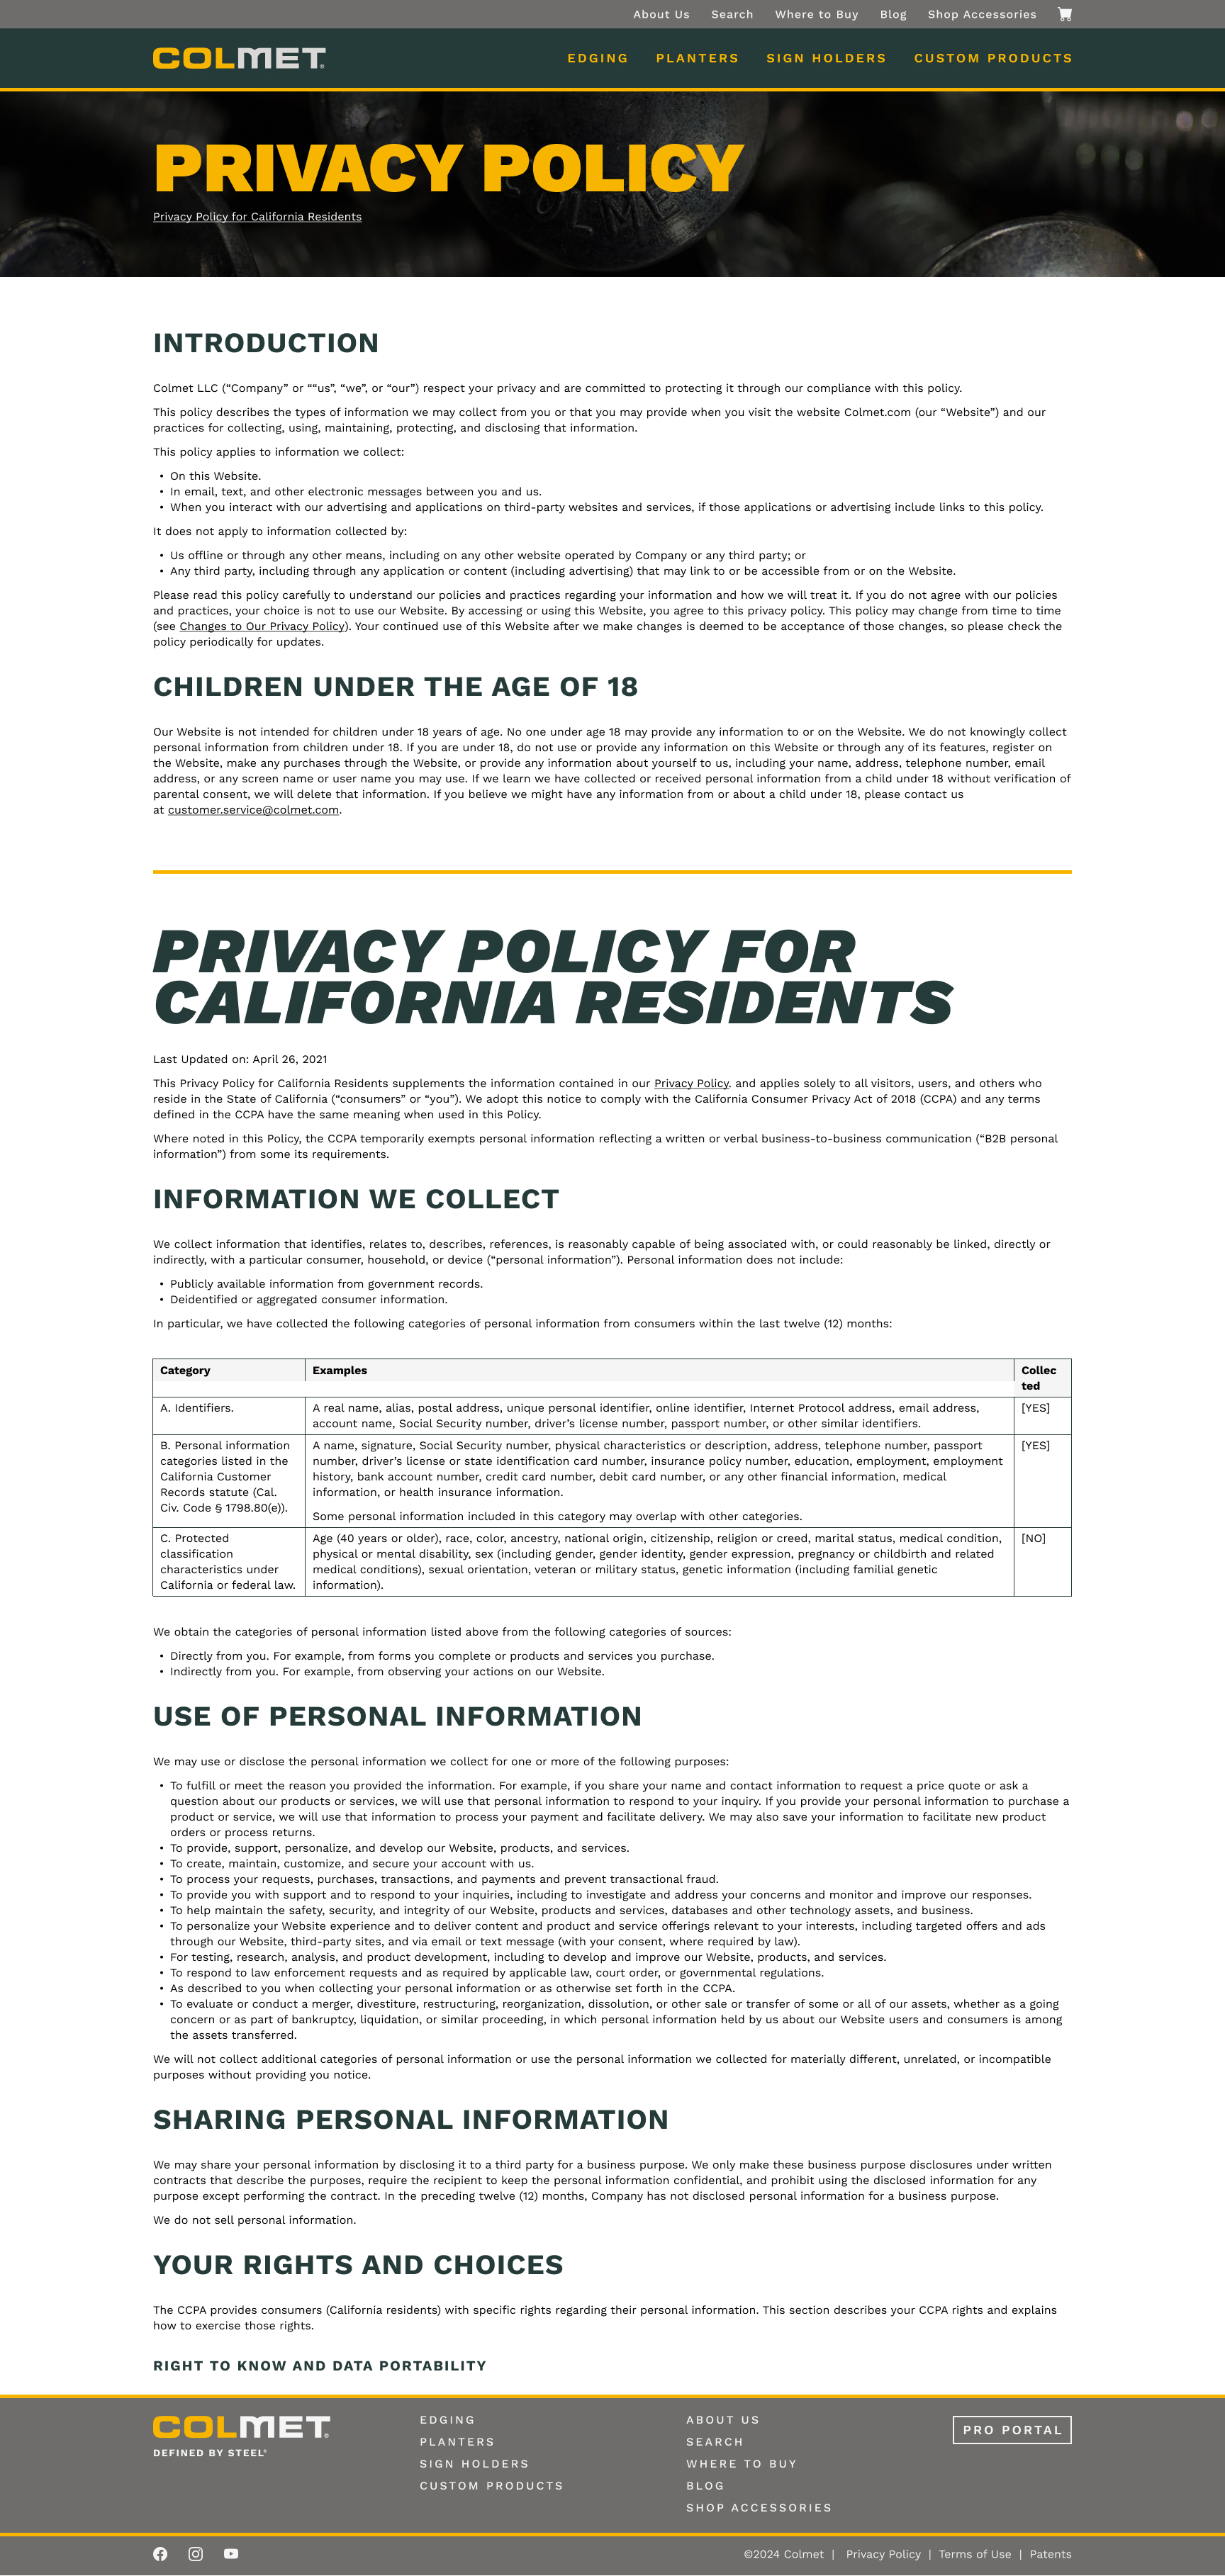 About Us Search Where to Buy Blog Shop Accessories
COLMET®
EDGING PLANTERS SIGN HOLDERS CUSTOM PRODUCTS
PRIVACY POLICY
Privacy Policy for California Residents
INTRODUCTION
Colmet LLC (“Company” or ““us”, “we”, or “our”) respect your privacy and are committed to protecting it through our compliance with this policy.
This policy describes the types of information we may collect from you or that you may provide when you visit the website Colmet.com (our “Website”) and our
practices for collecting, using, maintaining, protecting, and disclosing that information.
This policy applies to information we collect:
• On this Website.
• In email, text, and other electronic messages between you and us.
• When you interact with our advertising and applications on third-party websites and services, if those applications or advertising include links to this policy.
It does not apply to information collected by:
• Us offline or through any other means, including on any other website operated by Company or any third party; or
• Any third party, including through any application or content (including advertising) that may link to or be accessible from or on the Website.
Please read this policy carefully to understand our policies and practices regarding your information and how we will treat it. If you do not agree with our policies
and practices, your choice is not to use our Website. By accessing or using this Website, you agree to this privacy policy. This policy may change from time to time
(see Changes to Our Privacy Policy). Your continued use of this Website after we make changes is deemed to be acceptance of those changes, so please check the
policy periodically for updates.
CHILDREN UNDER THE AGE OF 18
Our Website is not intended for children under 18 years of age. No one under age 18 may provide any information to or on the Website. We do not knowingly collect
personal information from children under 18. If you are under 18, do not use or provide any information on this Website or through any of its features, register on
the Website, make any purchases through the Website, or provide any information about yourself to us, including your name, address, telephone number, email
address, or any screen name or user name you may use. If we learn we have collected or received personal information from a child under 18 without verification of
parental consent, we will delete that information. If you believe we might have any information from or about a child under 18, please contact us
at customer.service@colmet.com.
PRIVACY POLICY FOR
CALIFORNIA RESIDENTS
Last Updated on: April 26, 2021
This Privacy Policy for California Residents supplements the information contained in our Privacy Policy. and applies solely to all visitors, users, and others who
reside in the State of California (“consumers” or “you”). We adopt this notice to comply with the California Consumer Privacy Act of 2018 (CCPA) and any terms
defined in the CCPA have the same meaning when used in this Policy.
Where noted in this Policy, the CCPA temporarily exempts personal information reflecting a written or verbal business-to-business communication (“B2B personal
information”) from some its requirements.
INFORMATION WE COLLECT
We collect information that identifies, relates to, describes, references, is reasonably capable of being associated with, or could reasonably be linked, directly or
indirectly, with a particular consumer, household, or device (“personal information”). Personal information does not include:
• Publicly available information from government records.
• Deidentified or aggregated consumer information.
In particular, we have collected the following categories of personal information from consumers within the last twelve (12) months:
Category Examples Collec
ted
A. Identifiers. A real name, alias, postal address, unique personal identifier, online identifier, Internet Protocol address, email address, [YES]
account name, Social Security number, driver’s license number, passport number, or other similar identifiers.
B. Personal information A name, signature, Social Security number, physical characteristics or description, address, telephone number, passport [YES]
categories listed in the number, driver’s license or state identification card number, insurance policy number, education, employment, employment
California Customer history, bank account number, credit card number, debit card number, or any other financial information, medical
Records statute (Cal. information, or health insurance information.
Civ. Code § 1798.80(e)).
Some personal information included in this category may overlap with other categories.
C. Protected Age (40 years or older), race, color, ancestry, national origin, citizenship, religion or creed, marital status, medical condition, [NO]
classification physical or mental disability, sex (including gender, gender identity, gender expression, pregnancy or childbirth and related
characteristics under medical conditions), sexual orientation, veteran or military status, genetic information (including familial genetic
California or federal law. information).
We obtain the categories of personal information listed above from the following categories of sources:
• Directly from you. For example, from forms you complete or products and services you purchase.
• Indirectly from you. For example, from observing your actions on our Website.
USE OF PERSONAL INFORMATION
We may use or disclose the personal information we collect for one or more of the following purposes:
• To fulfill or meet the reason you provided the information. For example, if you share your name and contact information to request a price quote or ask a
question about our products or services, we will use that personal information to respond to your inquiry. If you provide your personal information to purchase a
product or service, we will use that information to process your payment and facilitate delivery. We may also save your information to facilitate new product
orders or process returns.
• To provide, support, personalize, and develop our Website, products, and services.
• To create, maintain, customize, and secure your account with us.
• To process your requests, purchases, transactions, and payments and prevent transactional fraud.
• To provide you with support and to respond to your inquiries, including to investigate and address your concerns and monitor and improve our responses.
• To help maintain the safety, security, and integrity of our Website, products and services, databases and other technology assets, and business.
• To personalize your Website experience and to deliver content and product and service offerings relevant to your interests, including targeted offers and ads
through our Website, third-party sites, and via email or text message (with your consent, where required by law).
• For testing, research, analysis, and product development, including to develop and improve our Website, products, and services.
• To respond to law enforcement requests and as required by applicable law, court order, or governmental regulations.
• As described to you when collecting your personal information or as otherwise set forth in the CCPA.
• To evaluate or conduct a merger, divestiture, restructuring, reorganization, dissolution, or other sale or transfer of some or all of our assets, whether as a going
concern or as part of bankruptcy, liquidation, or similar proceeding, in which personal information held by us about our Website users and consumers is among
the assets transferred.
We will not collect additional categories of personal information or use the personal information we collected for materially different, unrelated, or incompatible
purposes without providing you notice.
SHARING PERSONAL INFORMATION
We may share your personal information by disclosing it to a third party for a business purpose. We only make these business purpose disclosures under written
contracts that describe the purposes, require the recipient to keep the personal information confidential, and prohibit using the disclosed information for any
purpose except performing the contract. In the preceding twelve (12) months, Company has not disclosed personal information for a business purpose.
We do not sell personal information.
YOUR RIGHTS AND CHOICES
The CCPA provides consumers (California residents) with specific rights regarding their personal information. This section describes your CCPA rights and explains
how to exercise those rights.
RIGHT TO KNOW AND DATA PORTABILITY
COLMET®
DEFINED BY STEEL®
EDGING
PLANTERS
SIGN HOLDERS
CUSTOM PRODUCTS
ABOUT US
SEARCH
WHERE TO BUY
BLOG
SHOP ACCESSORIES
PRO PORTAL
©2024 Colmet | Privacy Policy | Terms of Use | Patents